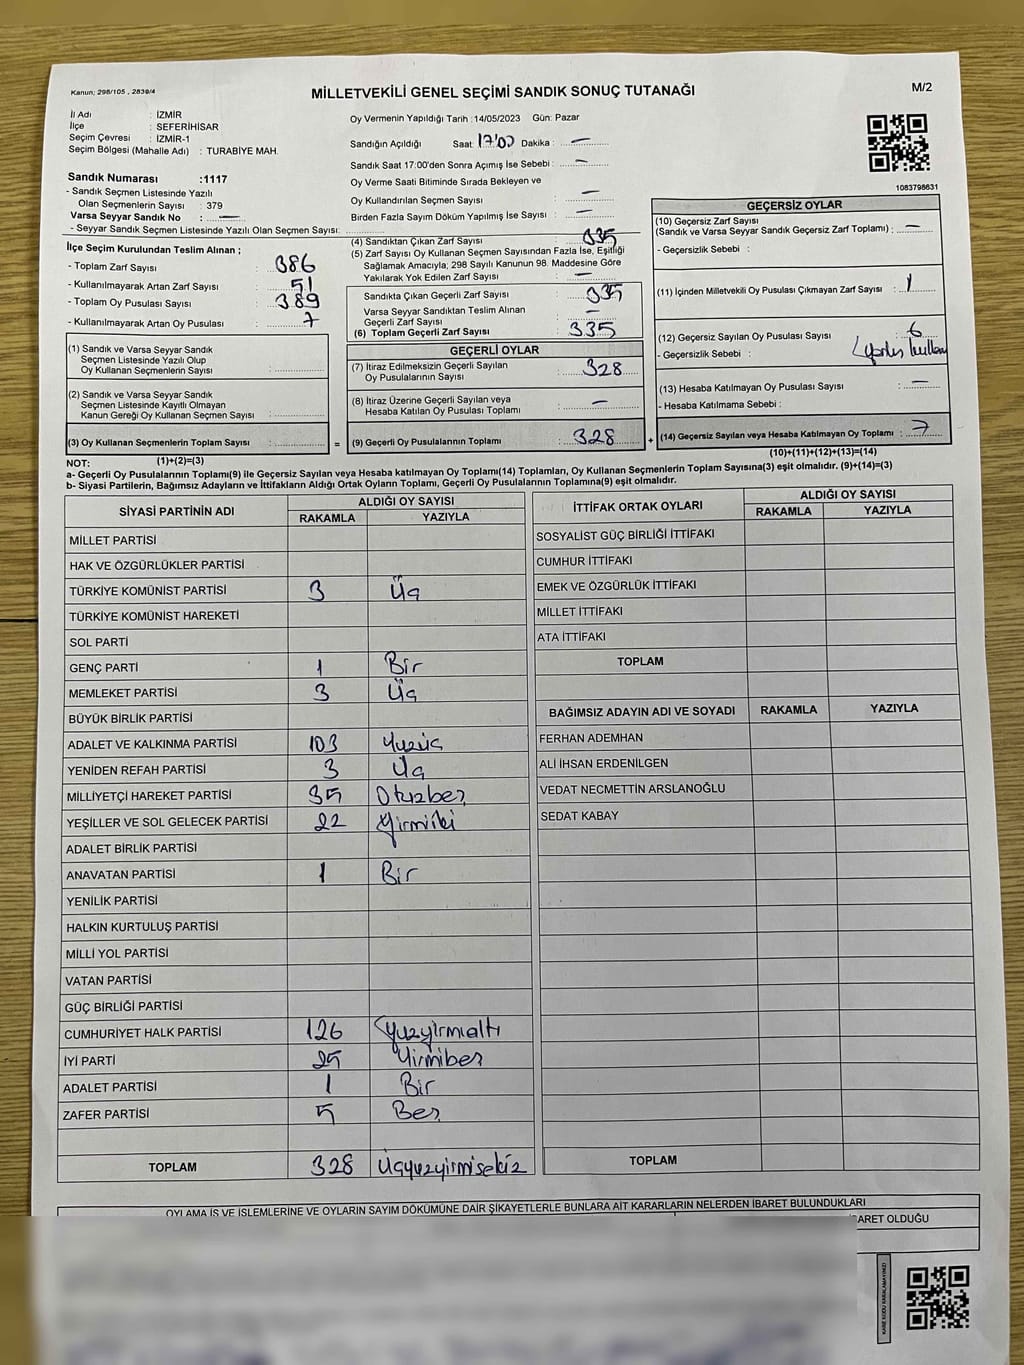 Kanun; 298/105 , 2839/4
MİLLETVEKİLİ GENEL SEÇİMİ SANDIK SONUÇ TUTANAĞI
M/2
İl Adı : İZMİR
İlçe : SEFERİHİSAR
Seçim Çevresi : İZMİR-1
Seçim Bölgesi (Mahalle Adı) : TURABİYE MAH.
Sandık Numarası :1117
- Sandık Seçmen Listesinde Yazılı
Olan Seçmenlerin Sayısı : 379
Varsa Seyyar Sandık No : —
- Seyyar Sandık Seçmen Listesinde Yazılı Olan Seçmen Sayısı:
Oy Vermenin Yapıldığı Tarih :14/05/2023 Gün: Pazar
Sandığın Açıldığı Saat: 17:00 Dakika : —
Sandık Saat 17:00'den Sonra Açımış İse Sebebi : —
Oy Verme Saati Bitiminde Sırada Bekleyen ve
Oy Kullandırılan Seçmen Sayısı : —
Birden Fazla Sayım Döküm Yapılmış İse Sayısı : —
1083798631
İlçe Seçim Kurulundan Teslim Alınan ;
- Toplam Zarf Sayısı : 386
- Kullanılmayarak Artan Zarf Sayısı : 51
- Toplam Oy Pusulası Sayısı : 389
- Kullanılmayarak Artan Oy Pusulası : 7
(1) Sandık ve Varsa Seyyar Sandık
Seçmen Listesinde Yazılı Olup
Oy Kullanan Seçmenlerin Sayısı :
(2) Sandık ve Varsa Seyyar Sandık
Seçmen Listesinde Kayıtlı Olmayan
Kanun Gereği Oy Kullanan Seçmen Sayısı :
(3) Oy Kullanan Seçmenlerin Toplam Sayısı : =
(4) Sandıktan Çıkan Zarf Sayısı : 335
(5) Zarf Sayısı Oy Kullanan Seçmen Sayısından Fazla İse, Eşitliği
Sağlamak Amacıyla; 298 Sayılı Kanunun 98. Maddesine Göre
Yakılarak Yok Edilen Zarf Sayısı : —
Sandıkta Çıkan Geçerli Zarf Sayısı : 335
Varsa Seyyar Sandıktan Teslim Alınan
Geçerli Zarf Sayısı : —
(6) Toplam Geçerli Zarf Sayısı : 335
GEÇERLİ OYLAR
(7) İtiraz Edilmeksizin Geçerli Sayılan
Oy Pusulalarının Sayısı : 328
(8) İtiraz Üzerine Geçerli Sayılan veya
Hesaba Katılan Oy Pusulası Toplamı : —
(9) Geçerli Oy Pusulalarının Toplamı : 328 +
GEÇERSİZ OYLAR
(10) Geçersiz Zarf Sayısı
(Sandık ve Varsa Seyyar Sandık Geçersiz Zarf Toplamı) : —
- Geçersizlik Sebebi :
(11) İçinden Milletvekili Oy Pusulası Çıkmayan Zarf Sayısı : 1
(12) Geçersiz Sayılan Oy Pusulası Sayısı : 6
- Geçersizlik Sebebi :
(13) Hesaba Katılmayan Oy Pusulası Sayısı : —
- Hesaba Katılmama Sebebi :
(14) Geçersiz Sayılan veya Hesaba Katılmayan Oy Toplamı : 7
(10)+(11)+(12)+(13)=(14)
NOT: (1)+(2)=(3)
a- Geçerli Oy Pusulalarının Toplamı(9) ile Geçersiz Sayılan veya Hesaba katılmayan Oy Toplamı(14) Toplamları, Oy Kullanan Seçmenlerin Toplam Sayısına(3) eşit olmalıdır. (9)+(14)=(3)
b- Siyasi Partilerin, Bağımsız Adayların ve İttifakların Aldığı Ortak Oyların Toplamı, Geçerli Oy Pusulalarının Toplamına(9) eşit olmalıdır.
SİYASİ PARTİNİN ADI ALDIĞI OY SAYISI
RAKAMLA YAZIYLA
MİLLET PARTİSİ
HAK VE ÖZGÜRLÜKLER PARTİSİ
TÜRKİYE KOMÜNİST PARTİSİ 3 Üç
TÜRKİYE KOMÜNİST HAREKETİ
SOL PARTİ
GENÇ PARTİ 1 Bir
MEMLEKET PARTİSİ 3 Üç
BÜYÜK BİRLİK PARTİSİ
ADALET VE KALKINMA PARTİSİ 103 Yuzüç
YENİDEN REFAH PARTİSİ 3 Üç
MİLLİYETÇİ HAREKET PARTİSİ 35 Otuzbeş
YEŞİLLER VE SOL GELECEK PARTİSİ 22 Yirmiiki
ADALET BİRLİK PARTİSİ
ANAVATAN PARTİSİ 1 Bir
YENİLİK PARTİSİ
HALKIN KURTULUŞ PARTİSİ
MİLLİ YOL PARTİSİ
VATAN PARTİSİ
GÜÇ BİRLİĞİ PARTİSİ
CUMHURİYET HALK PARTİSİ 126 yuzyirmialtı
İYİ PARTİ 25 Yirmibeş
ADALET PARTİSİ 1 Bir
ZAFER PARTİSİ 5 Beş
TOPLAM 328 Üçyuzyirmisekiz
İTTİFAK ORTAK OYLARI ALDIĞI OY SAYISI
RAKAMLA YAZIYLA
SOSYALİST GÜÇ BİRLİĞİ İTTİFAKI
CUMHUR İTTİFAKI
EMEK VE ÖZGÜRLÜK İTTİFAKI
MİLLET İTTİFAKI
ATA İTTİFAKI
TOPLAM
BAĞIMSIZ ADAYIN ADI VE SOYADI RAKAMLA YAZIYLA
FERHAN ADEMHAN
ALİ İHSAN ERDENİLGEN
VEDAT NECMETTİN ARSLANOĞLU
SEDAT KABAY
TOPLAM
OYLAMA İŞ VE İŞLEMLERİNE VE OYLARIN SAYIM DÖKÜMÜNE DAİR ŞİKAYETLERLE BUNLARA AİT KARARLARIN NELERDEN İBARET BULUNDUKLARI
OLDUĞU
KARE KODU KARALAMAYINIZ!